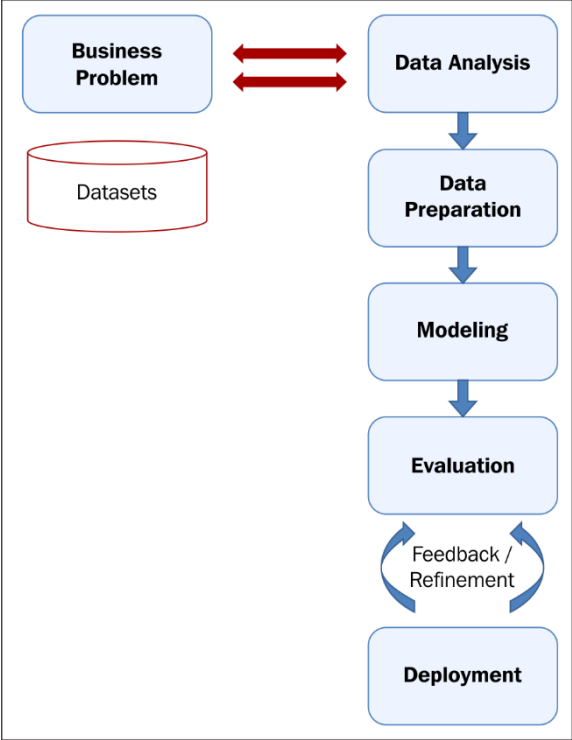 Business
Problem
Data Analysis
Datasets
Data
Preparation
Modeling
Evaluation
Feedback /
Refinement
Deployment